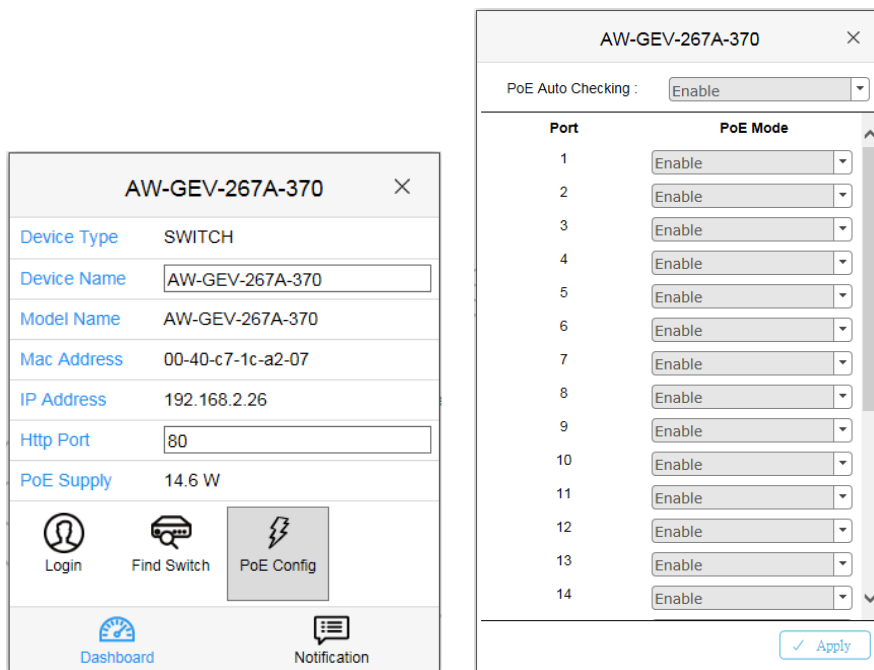 AW-GEV-267A-370
Device Type SWITCH
Device Name AW-GEV-267A-370
Model Name AW-GEV-267A-370
Mac Address 00-40-c7-1c-a2-07
IP Address 192.168.2.26
Http Port 80
PoE Supply 14.6 W
Login Find Switch PoE Config
Dashboard Notification
AW-GEV-267A-370
PoE Auto Checking : Enable
Port PoE Mode
1 Enable
2 Enable
3 Enable
4 Enable
5 Enable
6 Enable
7 Enable
8 Enable
9 Enable
10 Enable
11 Enable
12 Enable
13 Enable
14 Enable
Apply